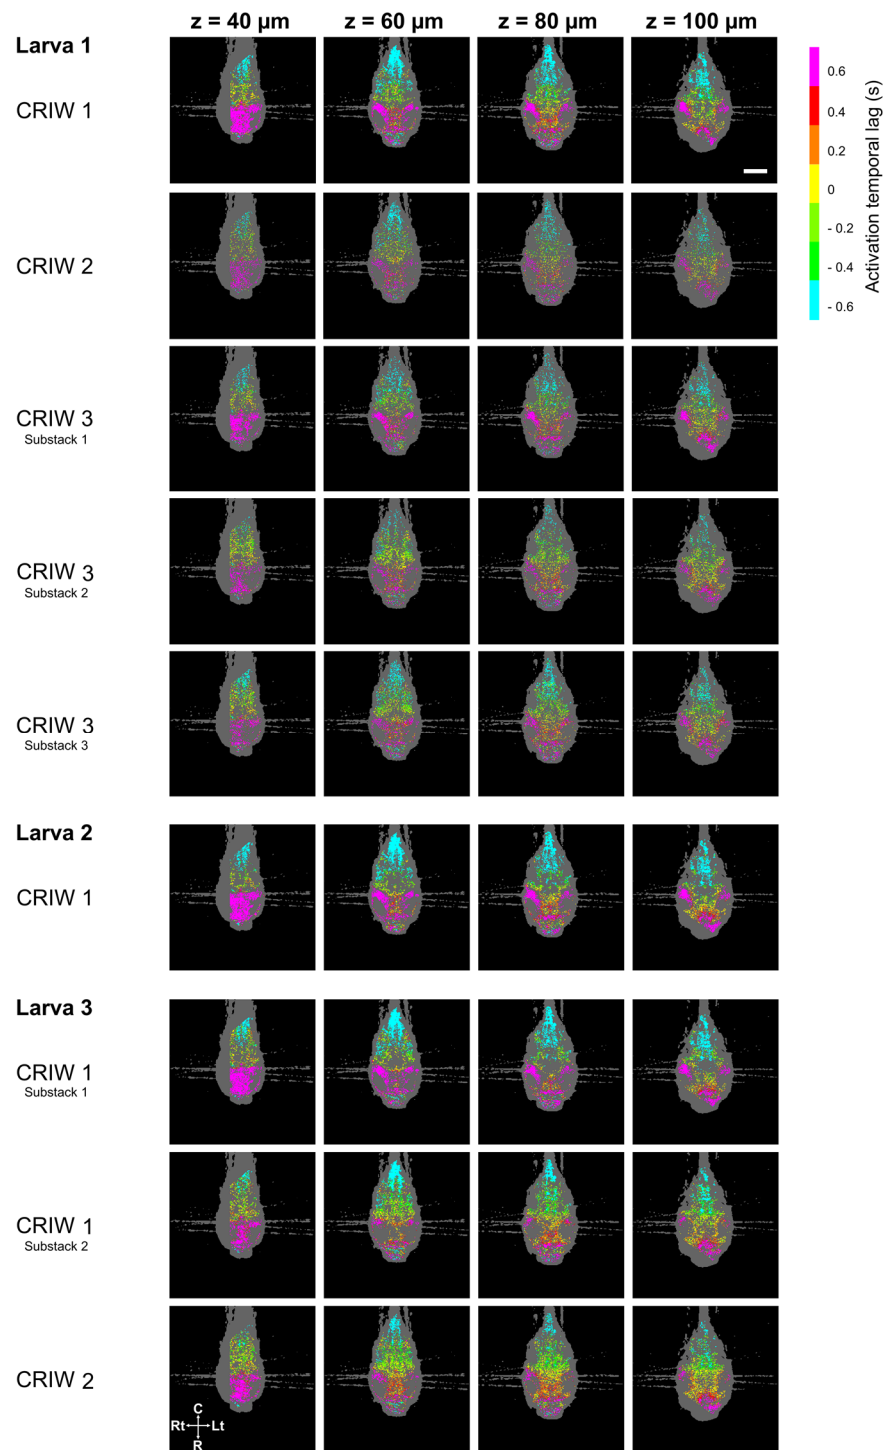 z = 40 µm z = 60 µm z = 80 µm z = 100 µm
Larva 1
CRIW 1
0.6
0.4
0.2
0
- 0.2
- 0.4
- 0.6
Activation temporal lag (s)
CRIW 2
CRIW 3
Substack 1
CRIW 3
Substack 2
CRIW 3
Substack 3
Larva 2
CRIW 1
Larva 3
CRIW 1
Substack 1
CRIW 1
Substack 2
CRIW 2
C
Rt Lt
R